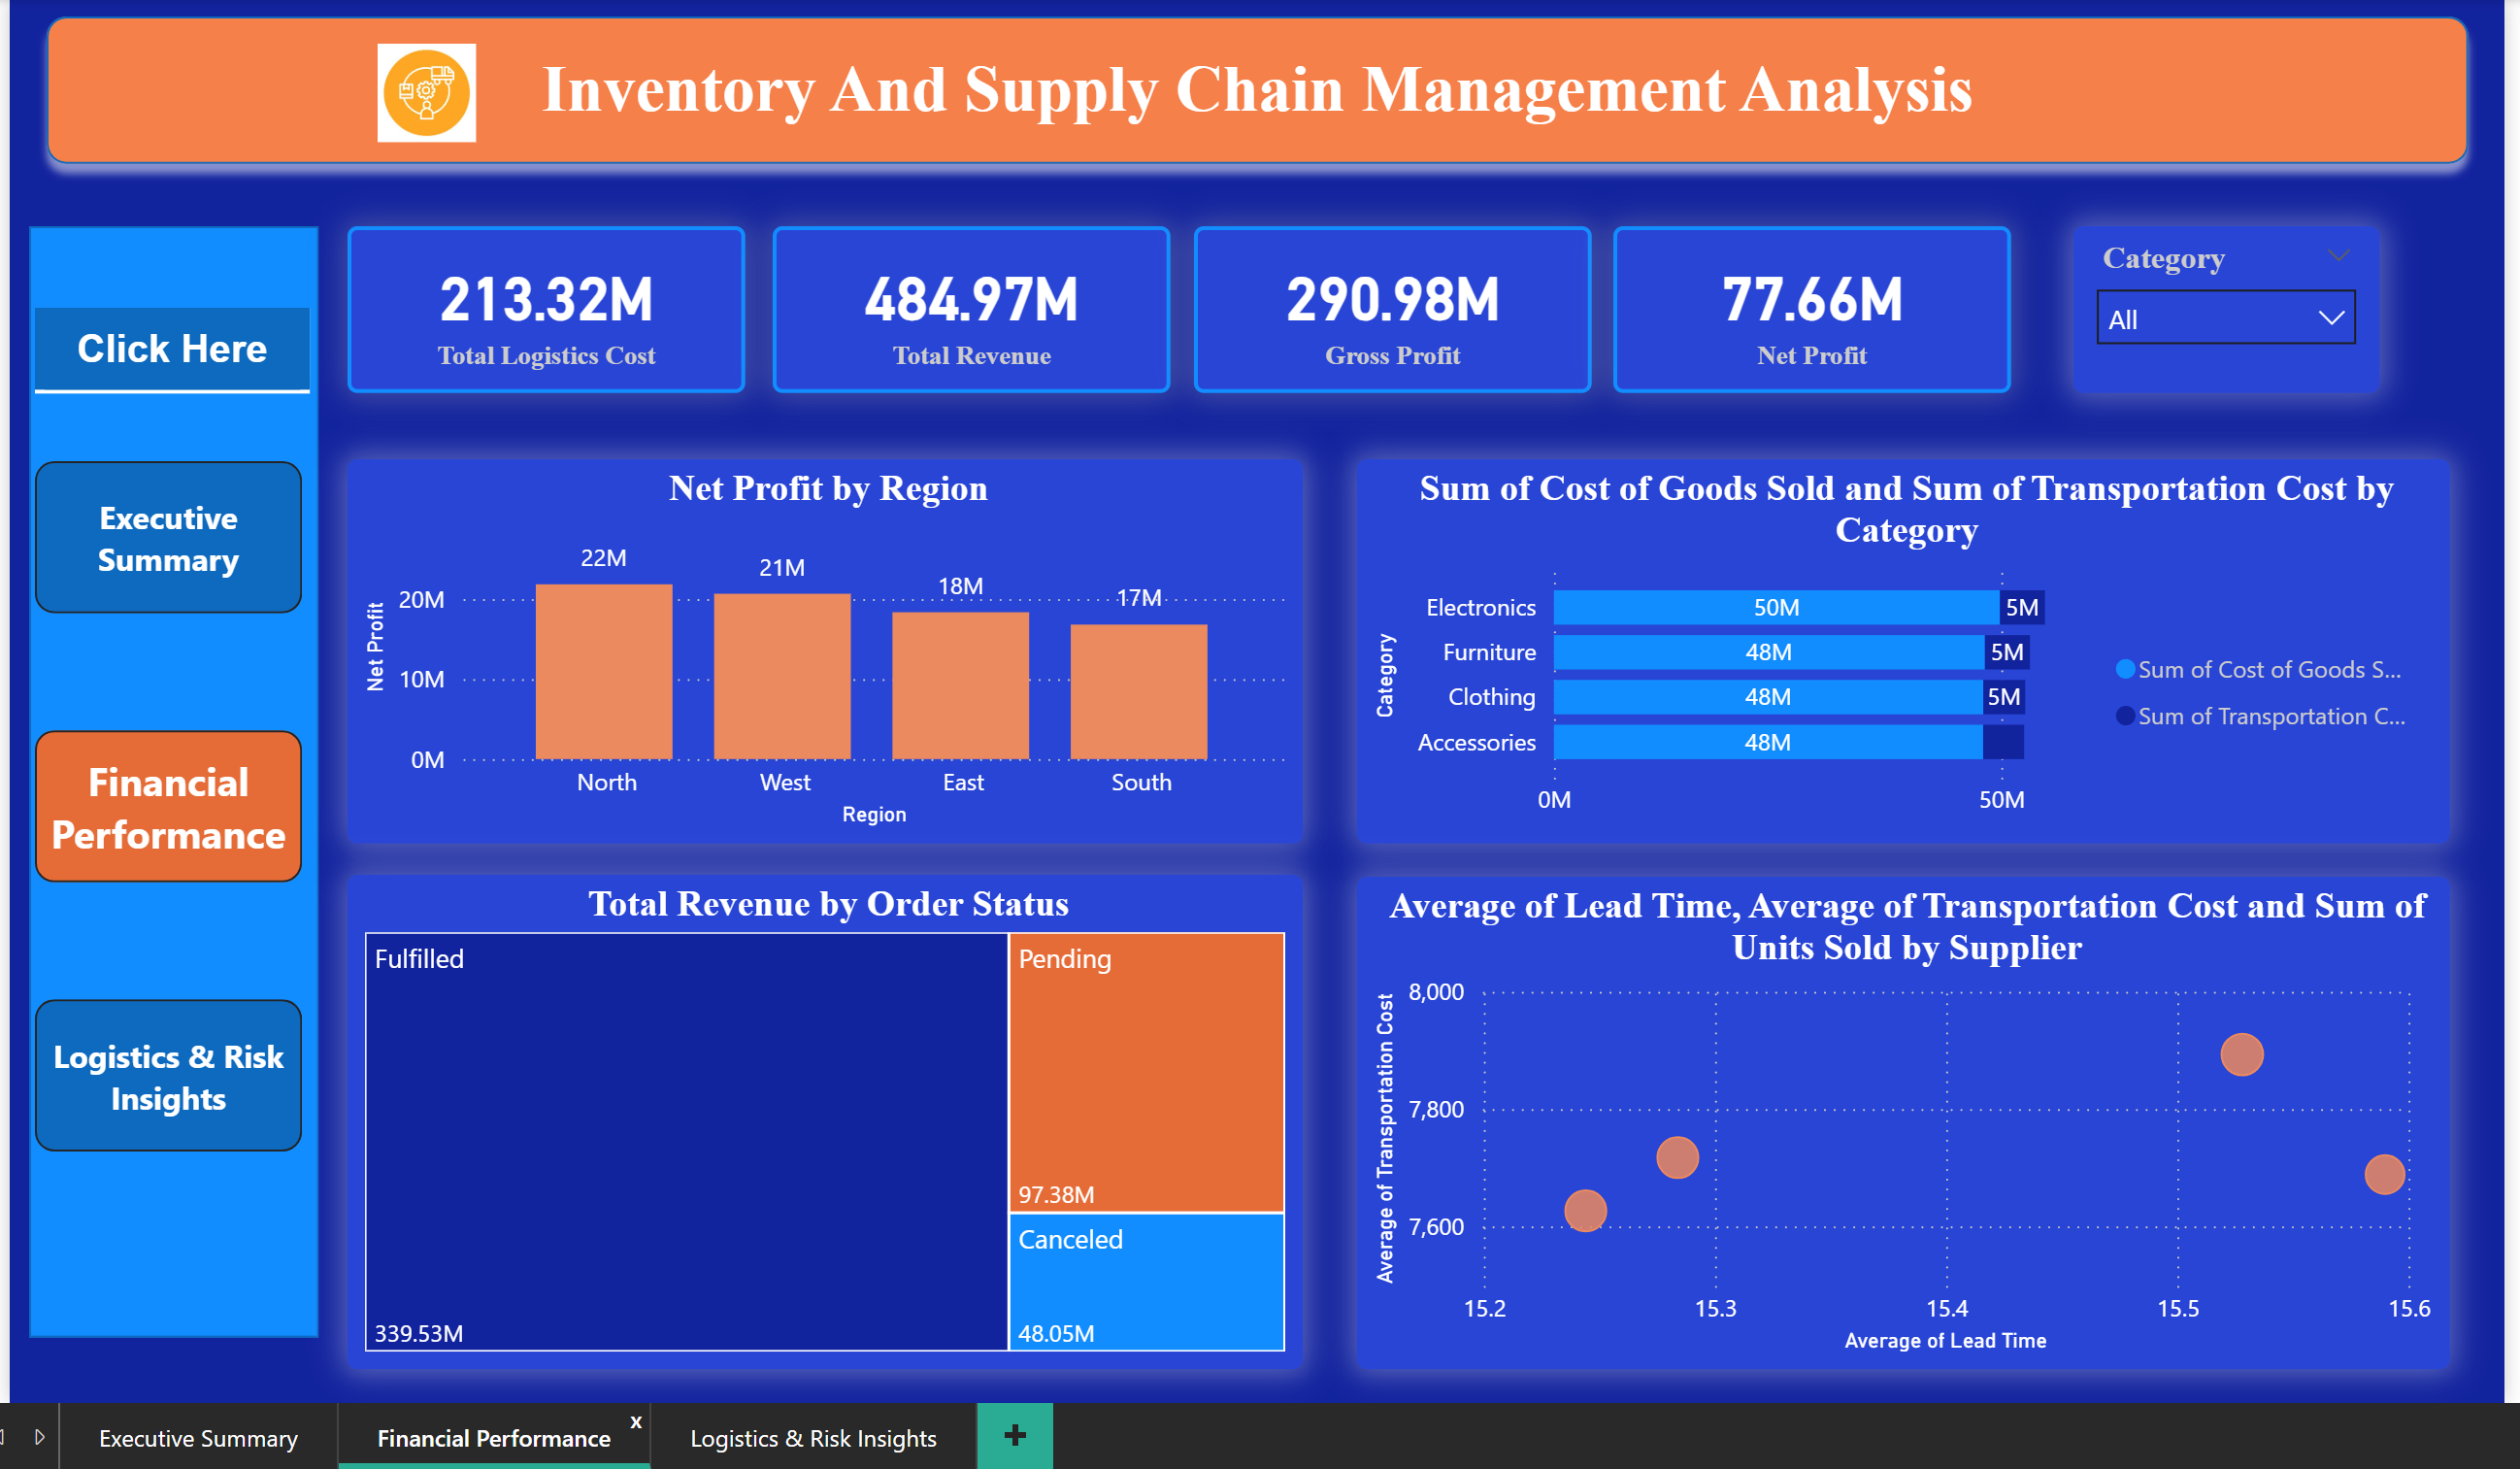 Inventory And Supply Chain Management Analysis
Click Here
Executive
Summary
Financial
Performance
Logistics & Risk
Insights
213.32M
Total Logistics Cost
484.97M
Total Revenue
290.98M
Gross Profit
77.66M
Net Profit
Category
All
Net Profit by Region
Net Profit
20M
10M
0M
22M
21M
18M
17M
North
West
East
South
Region
Sum of Cost of Goods Sold and Sum of Transportation Cost by
Category
Category
Electronics
50M
5M
Furniture
48M
5M
Clothing
48M
5M
Accessories
48M
0M
50M
Sum of Cost of Goods S...
Sum of Transportation C...
Total Revenue by Order Status
Fulfilled
339.53M
Pending
97.38M
Canceled
48.05M
Average of Lead Time, Average of Transportation Cost and Sum of
Units Sold by Supplier
Average of Transportation Cost
8,000
7,800
7,600
15.2
15.3
15.4
15.5
15.6
Average of Lead Time
Executive Summary
Financial Performance
x
Logistics & Risk Insights
+